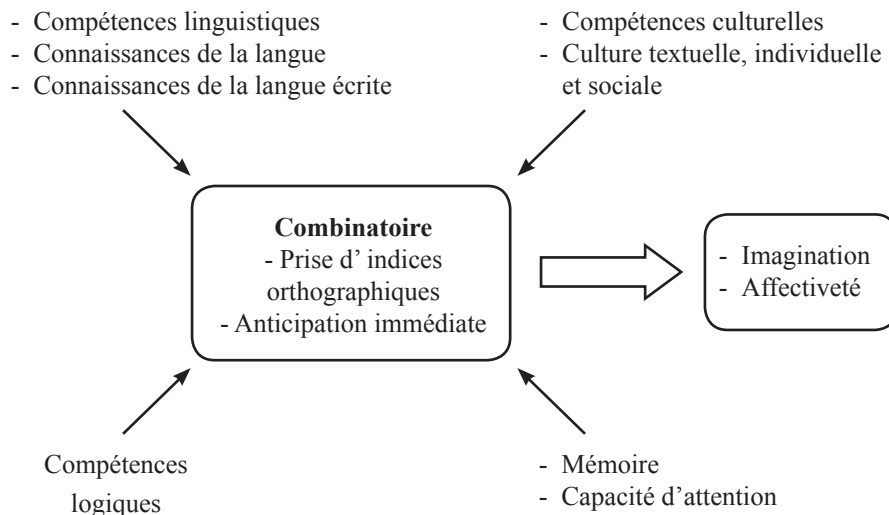 - Compétences linguistiques
- Connaissances de la langue
- Connaissances de la langue écrite
- Compétences culturelles
- Culture textuelle, individuelle
et sociale
Combinatoire
- Prise d’ indices
orthographiques
- Anticipation immédiate
- Imagination
- Affectiveté
Compétences
logiques
- Mémoire
- Capacité d’attention